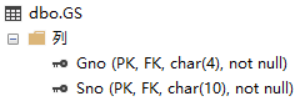 dbo.GS
列
Gno (PK, FK, char(4), not null)
Sno (PK, FK, char(10), not null)